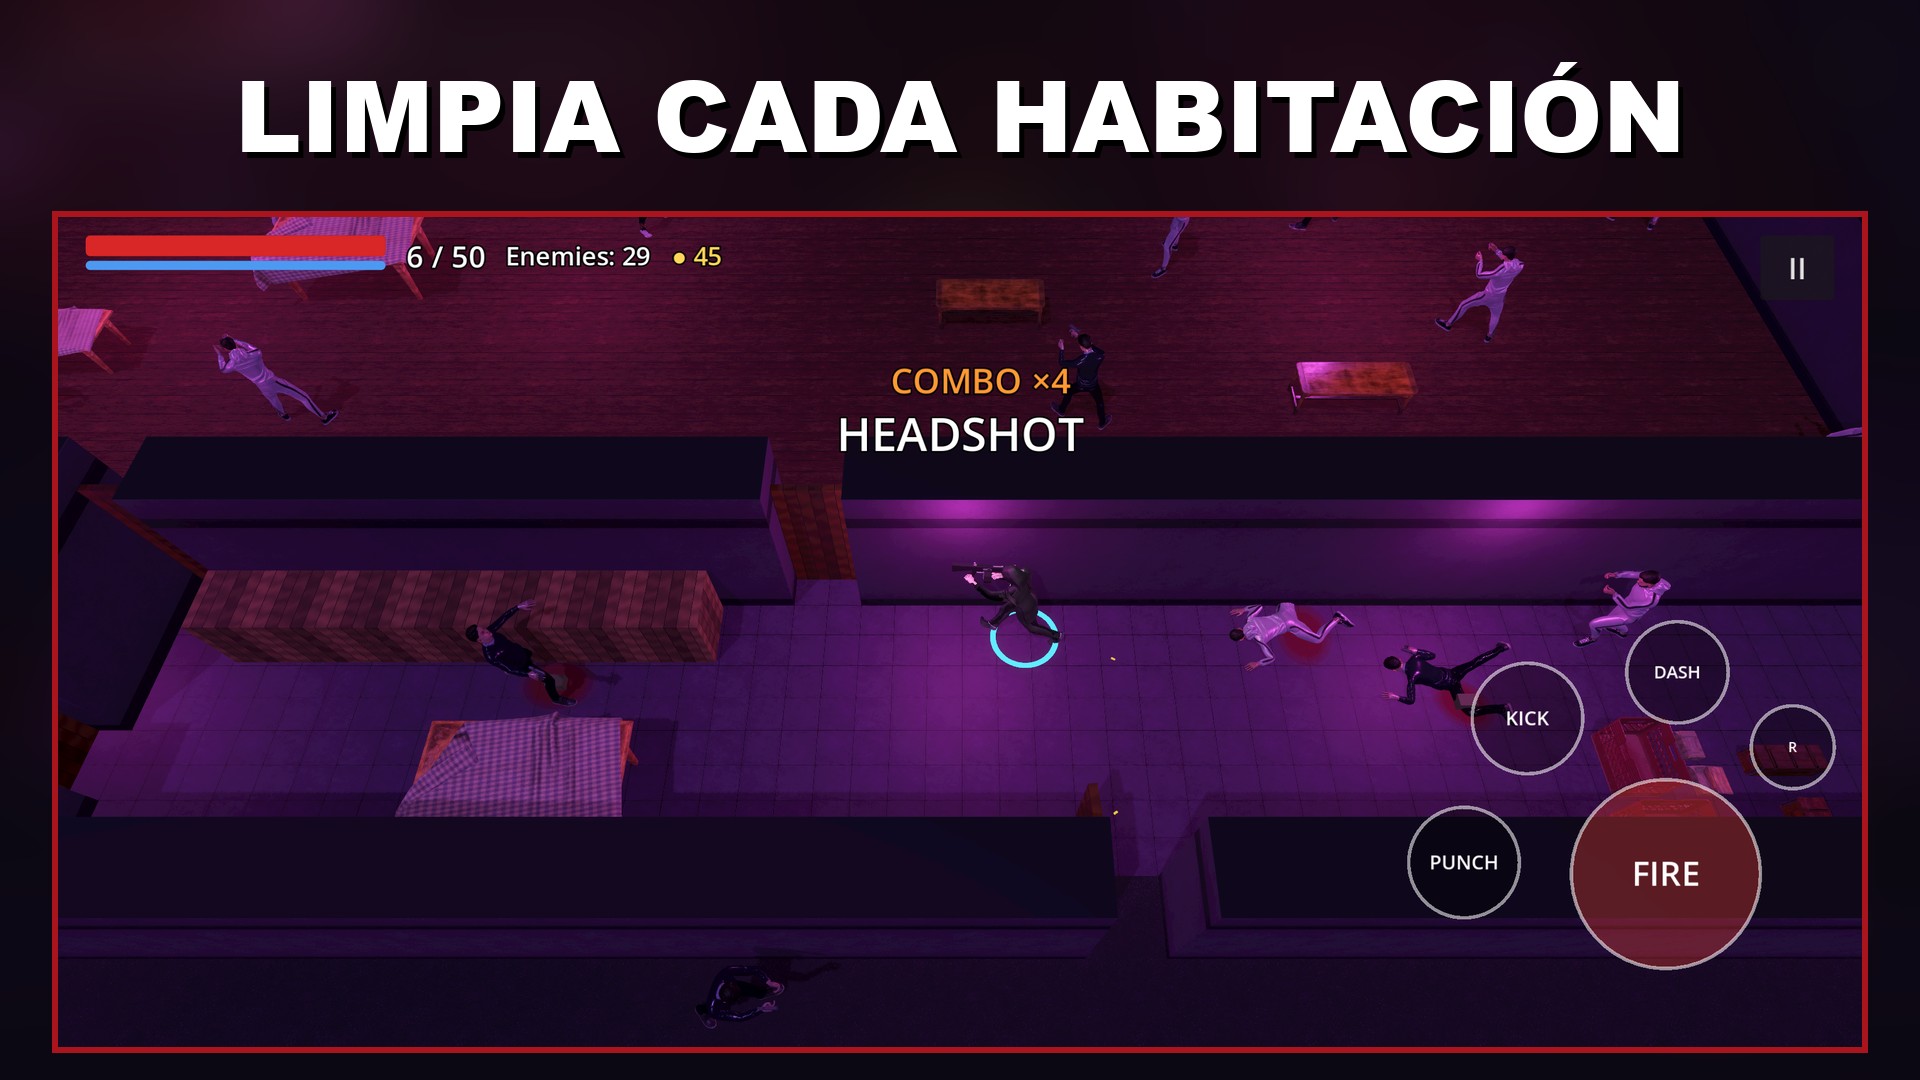 LIMPIA CADA HABITACIÓN
6 / 50 Enemies: 29 45
COMBO ×4
HEADSHOT
DASH
KICK
R
PUNCH
FIRE